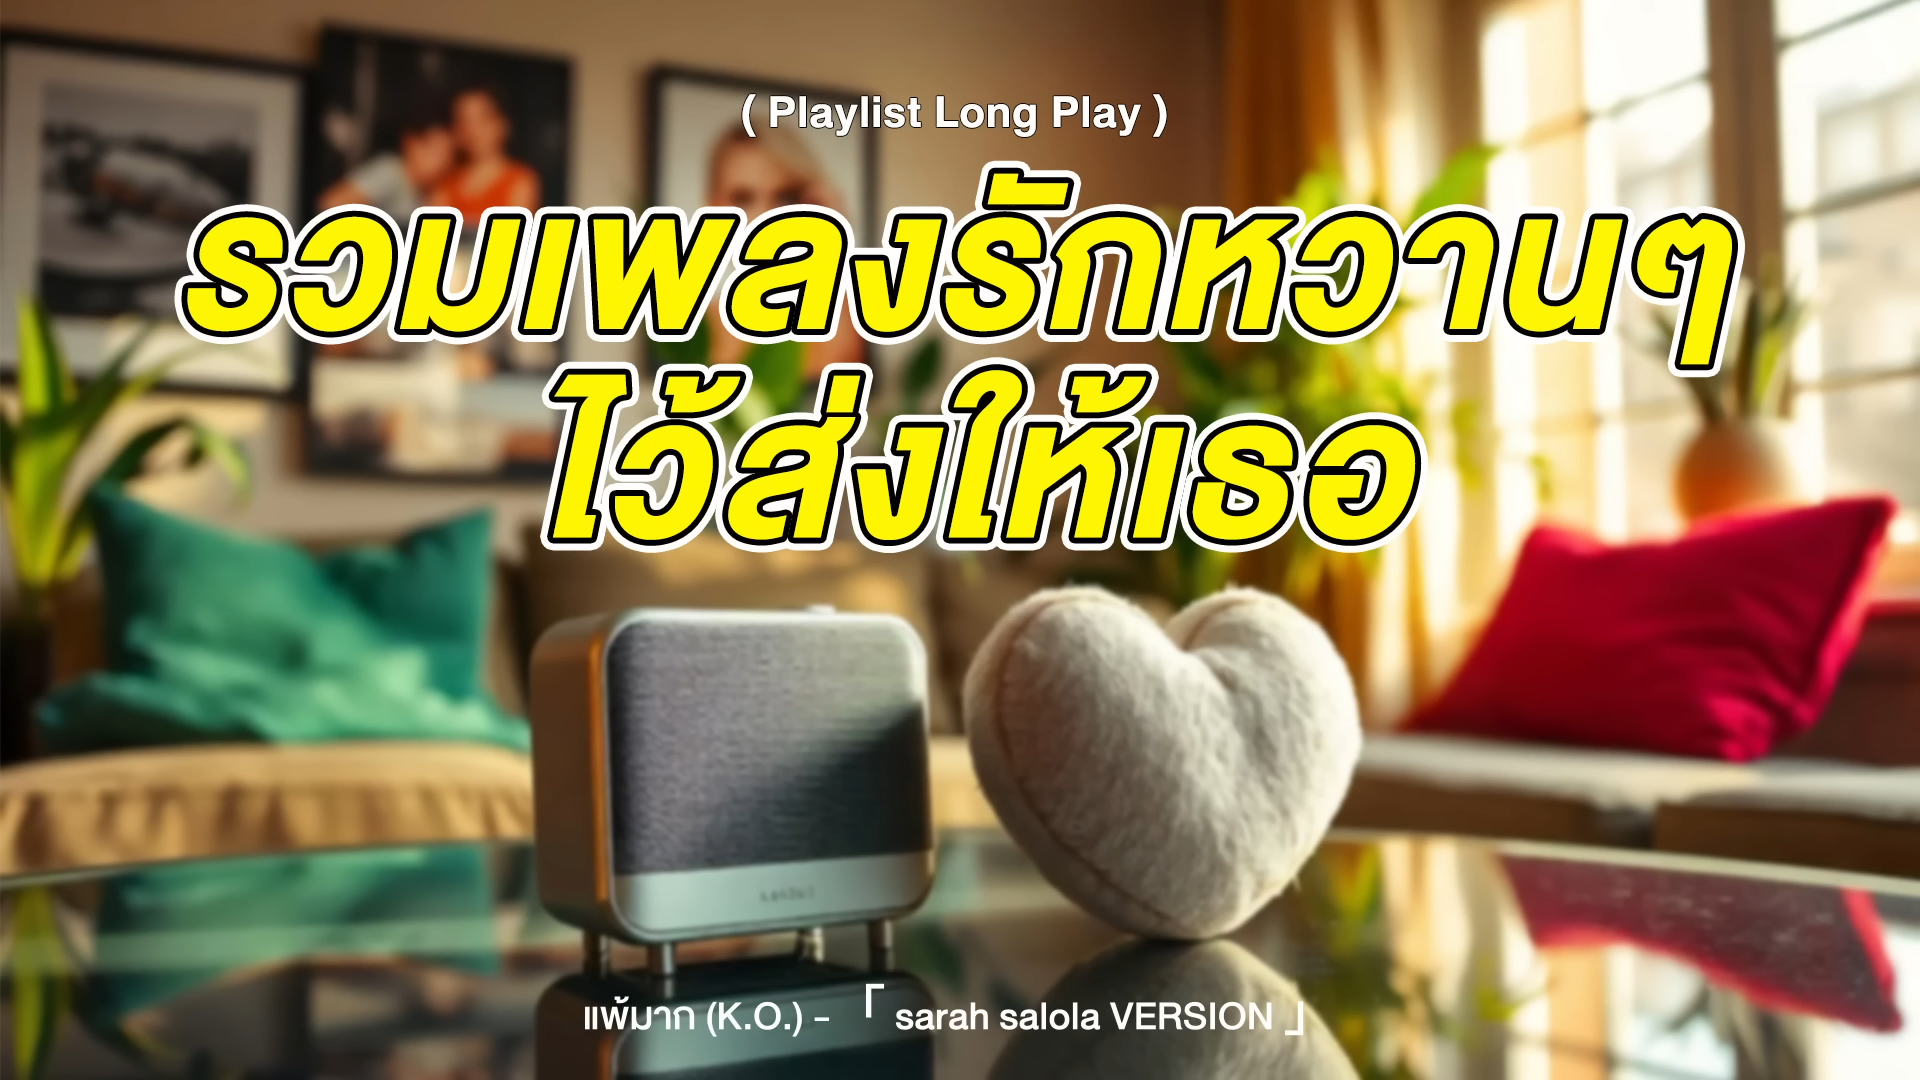 ( Playlist Long Play )
รวมเพลงรักหวานๆ
ไว้ส่งให้เธอ
แพ้มาก (K.O.) - 「 sarah salola VERSION 」